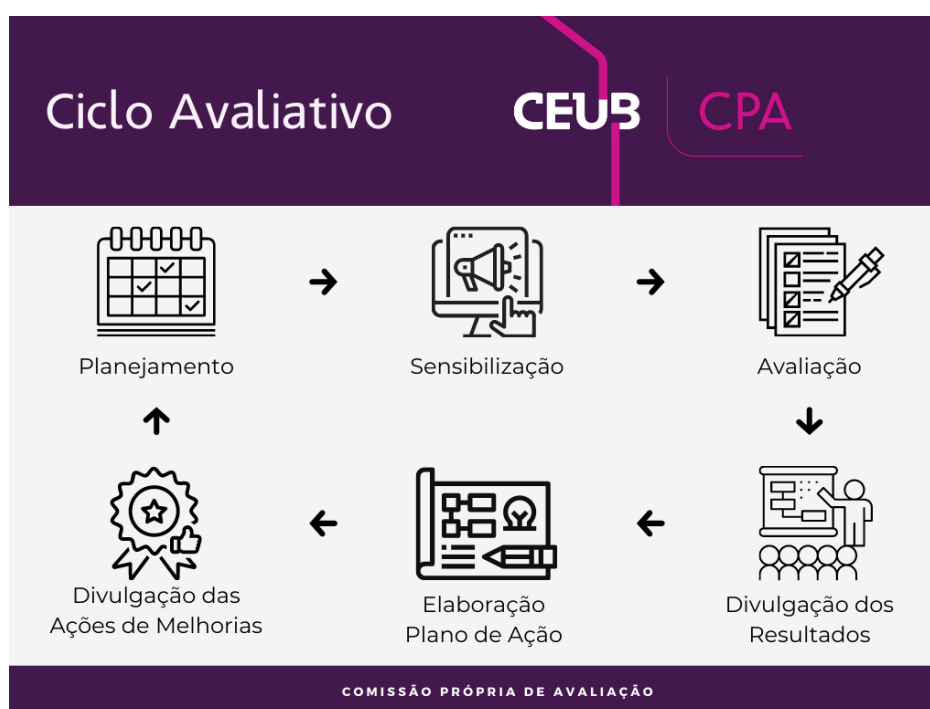 Ciclo Avaliativo
CEUB
CPA
Planejamento
Sensibilização
Avaliação
Divulgação das
Ações de Melhorias
Elaboração
Plano de Ação
Divulgação dos
Resultados
COMISSÃO PRÓPRIA DE AVALIAÇÃO